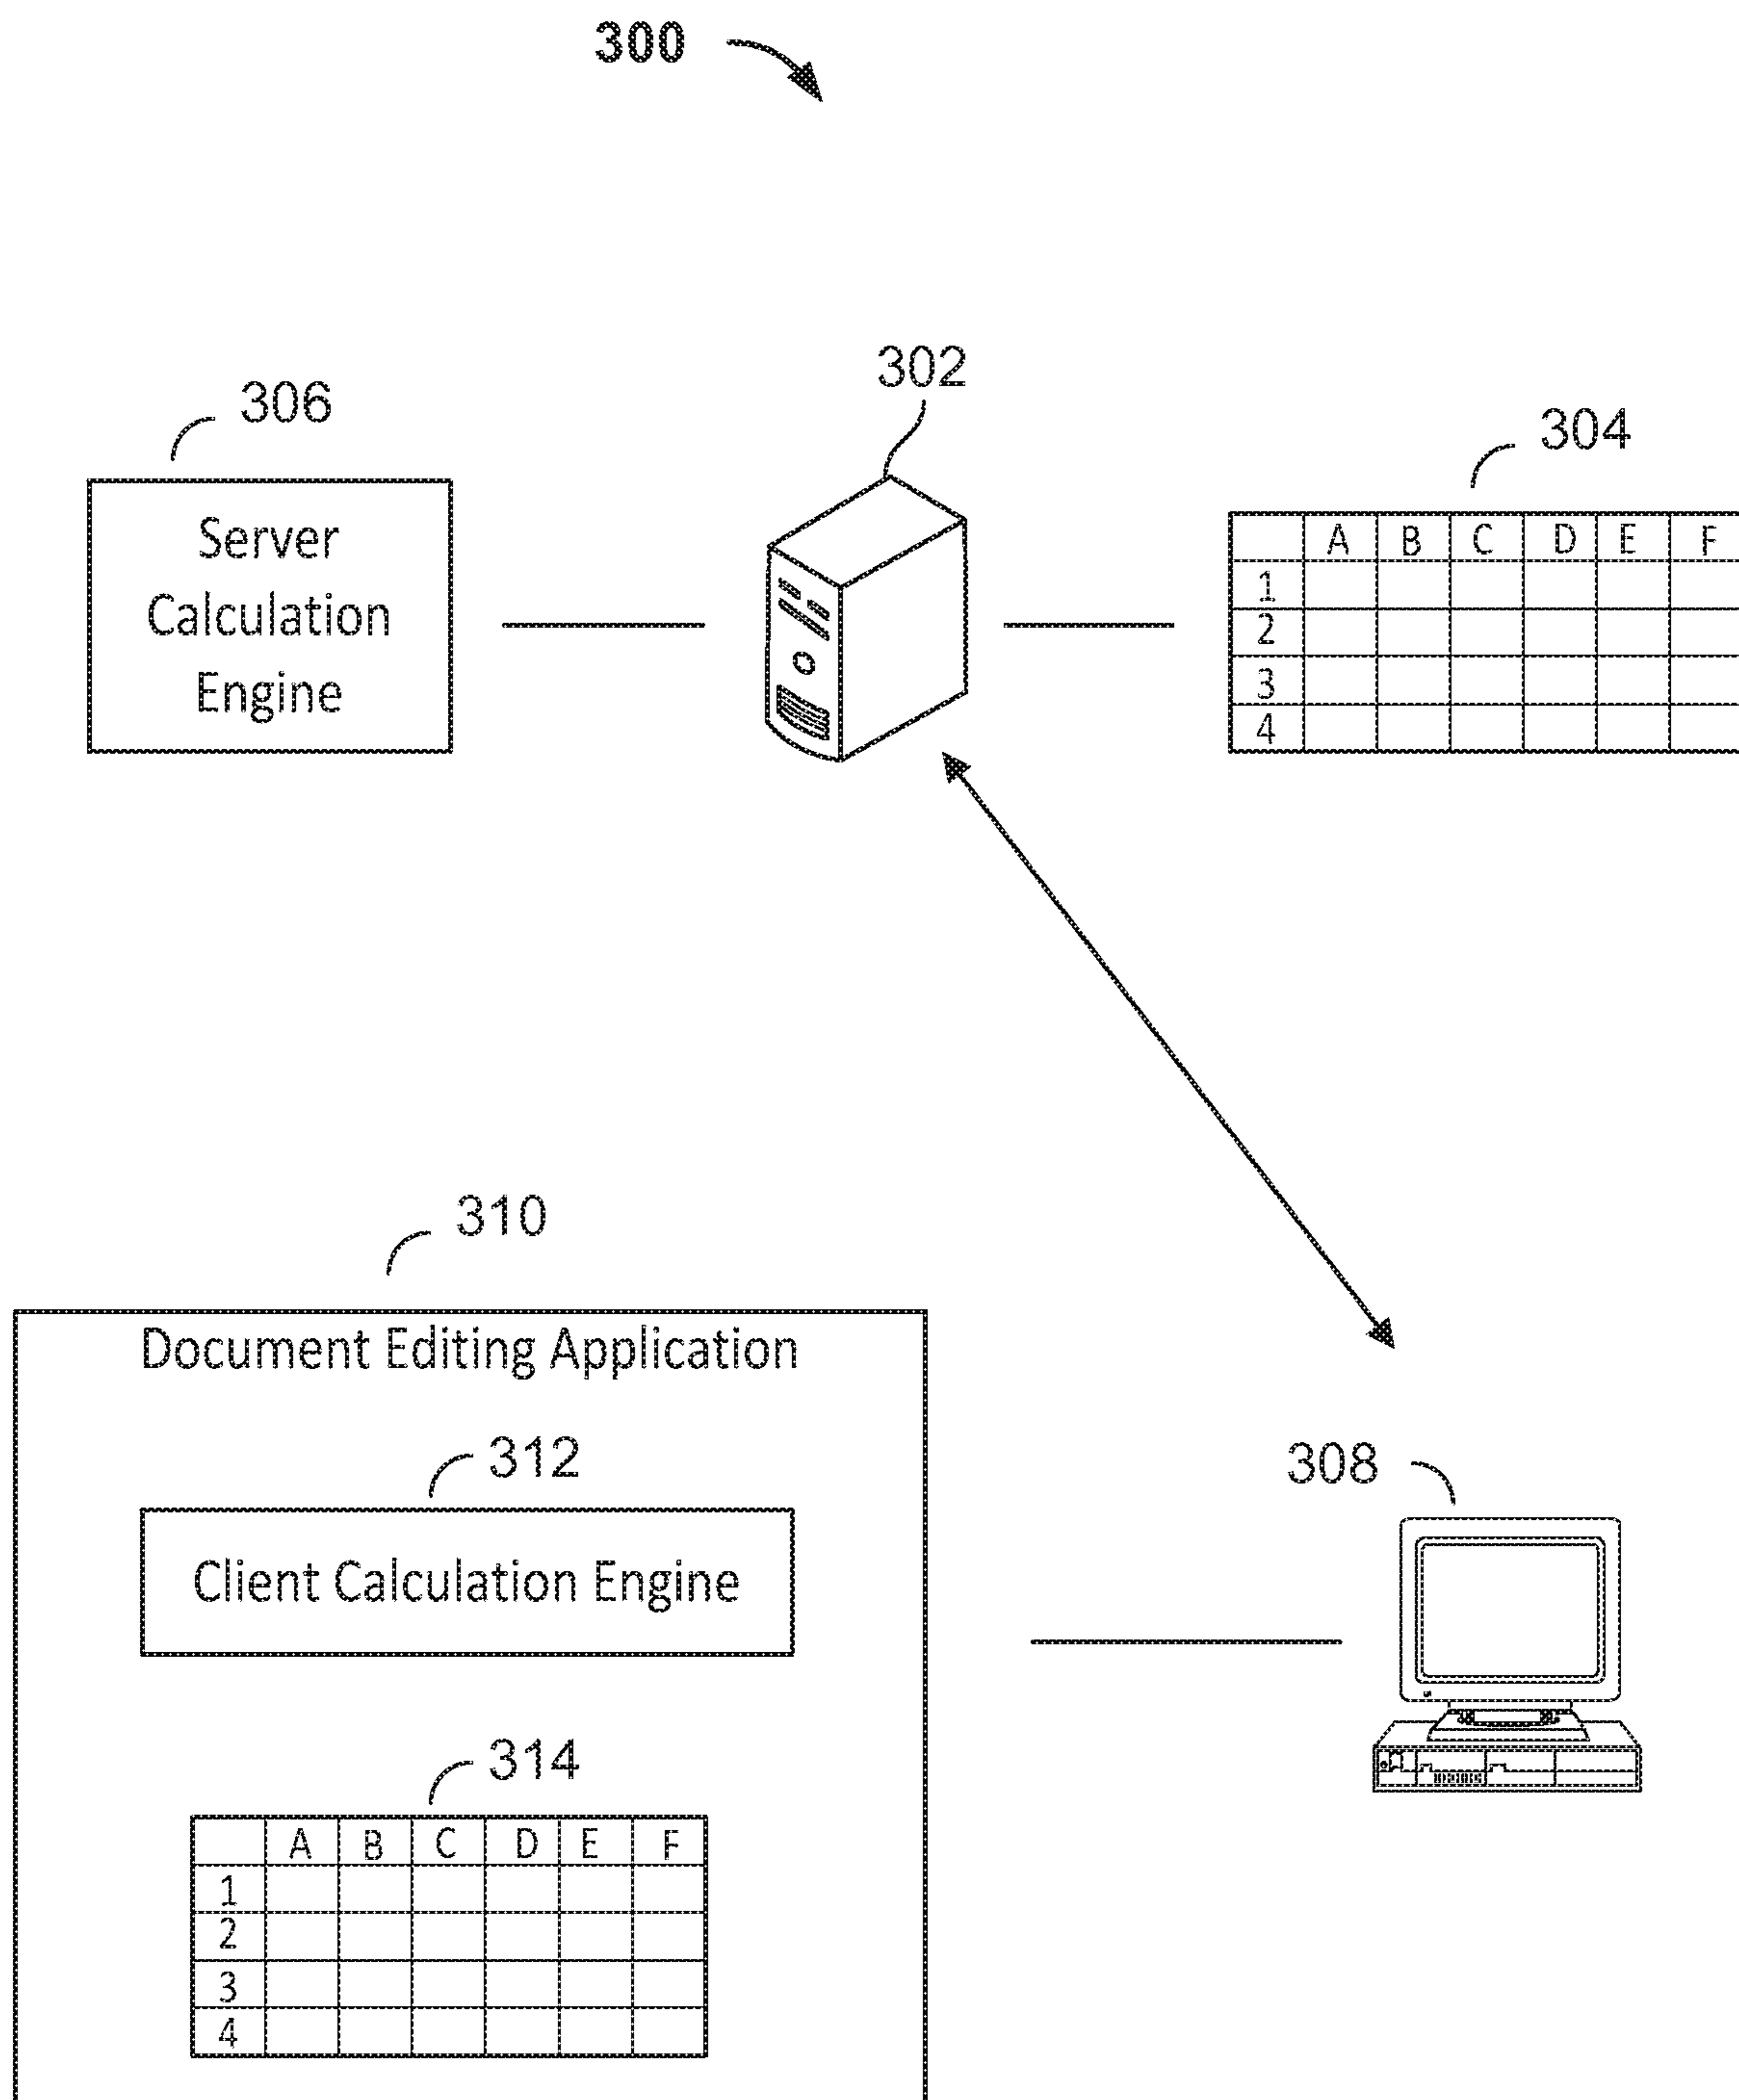 300
302
306
304
Server
Calculation
Engine
A B C D E F
1
2
3
4
310
Document Editing Application
312
308
Client Calculation Engine
314
A B C D E F
1
2
3
4